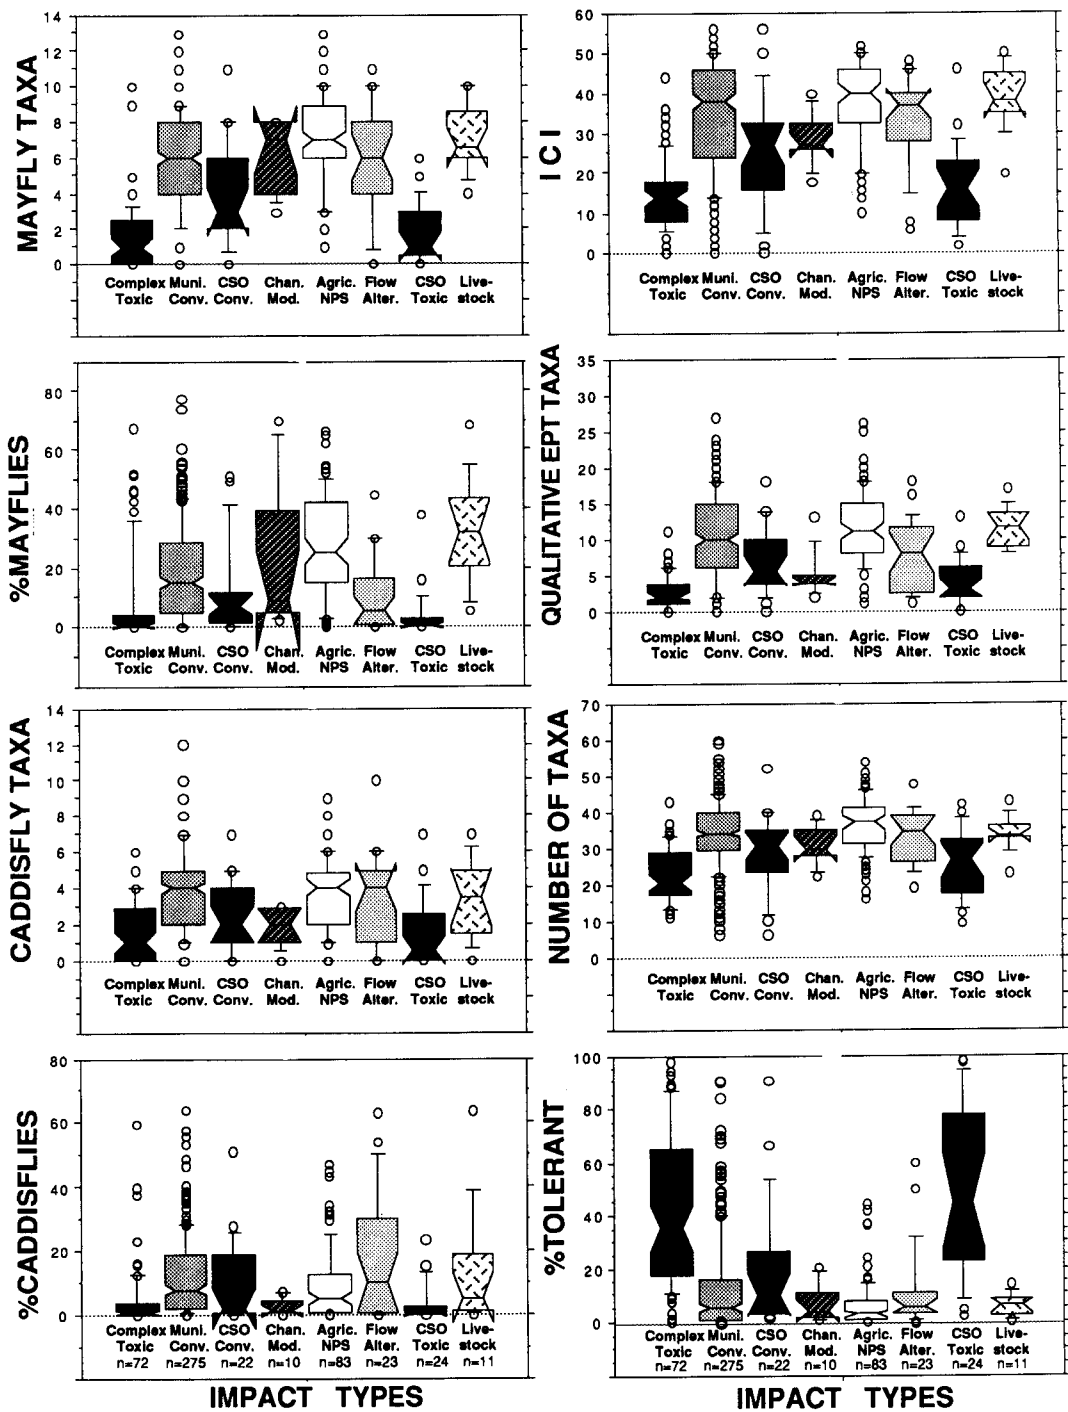 MAYFLY TAXA
14
12
10
8
6
4
2
0
Complex Muni. CSO Chan. Agric. Flow CSO Live-
Toxic Conv. Conv. Mod. NPS Alter. Toxic stock
ICI
60
50
40
30
20
10
0
Complex Muni. CSO Chan. Agric. Flow CSO Live-
Toxic Conv. Conv. Mod. NPS Alter. Toxic stock
%MAYFLIES
80
60
40
20
0
Complex Muni. CSO Chan. Agric. Flow CSO Live-
Toxic Conv. Conv. Mod. NPS Alter. Toxic stock
QUALITATIVE EPT TAXA
35
30
25
20
15
10
5
0
Complex Muni. CSO Chan. Agric. Flow CSO Live-
Toxic Conv. Conv. Mod. NPS Alter. Toxic stock
CADDISFLY TAXA
14
12
10
8
6
4
2
0
Complex Muni. CSO Chan. Agric. Flow CSO Live-
Toxic Conv. Conv. Mod. NPS Alter. Toxic stock
NUMBER OF TAXA
70
60
50
40
30
20
10
0
Complex Muni. CSO Chan. Agric. Flow CSO Live-
Toxic Conv. Conv. Mod. NPS Alter. Toxic stock
%CADDISFLIES
80
60
40
20
0
Complex Muni. CSO Chan. Agric. Flow CSO Live-
Toxic Conv. Conv. Mod. NPS Alter. Toxic stock
n=72 n=275 n=22 n=10 n=83 n=23 n=24 n=11
IMPACT TYPES
%TOLERANT
100
80
60
40
20
0
Complex Muni. CSO Chan. Agric. Flow CSO Live-
Toxic Conv. Conv. Mod. NPS Alter. Toxic stock
n=72 n=275 n=22 n=10 n=83 n=23 n=24 n=11
IMPACT TYPES